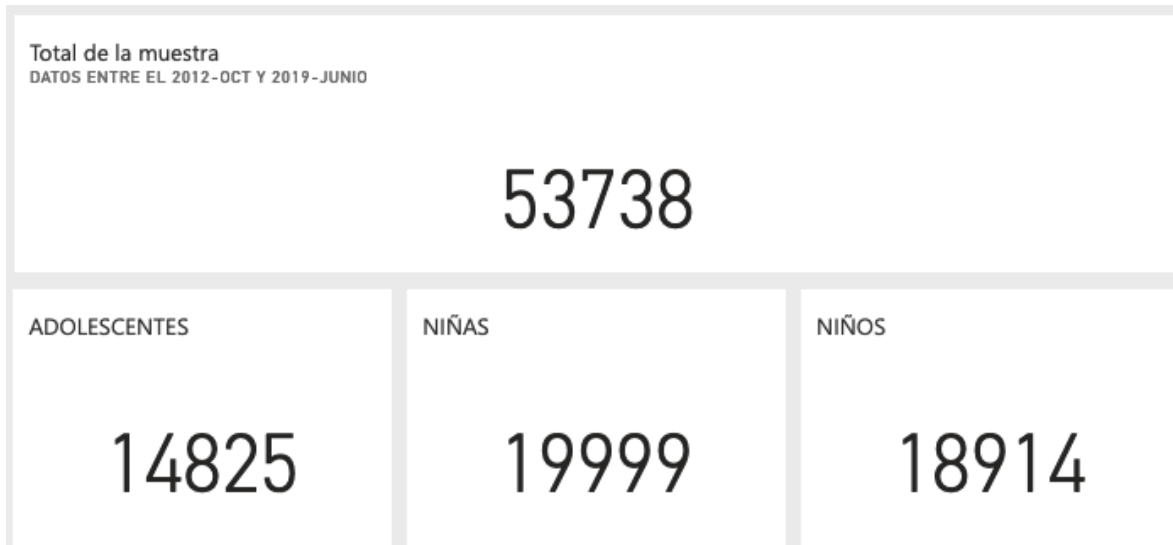 Total de la muestra
DATOS ENTRE EL 2012-OCT Y 2019-JUNIO
53738
ADOLESCENTES
14825
NIÑAS
19999
NIÑOS
18914